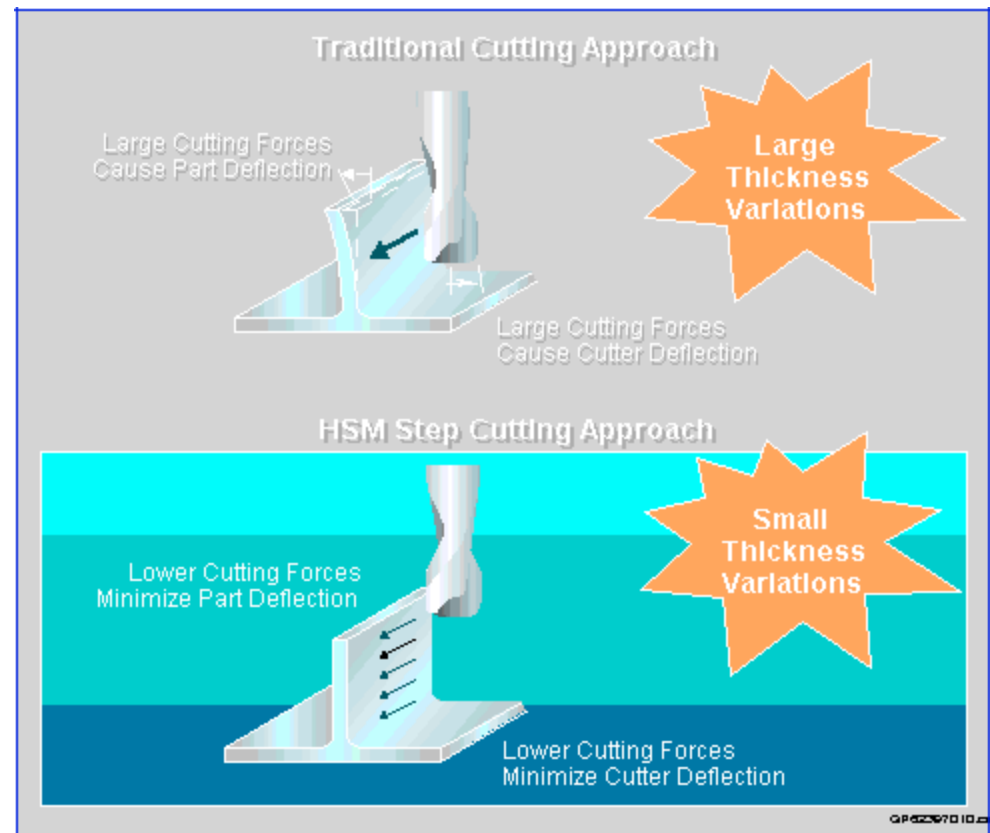 Traditional Cutting Approach
Large Cutting Forces
Cause Part Deflection
Large
Thickness
Variations
Large Cutting Forces
Cause Cutter Deflection
HSM Step Cutting Approach
Small
Thickness
Variations
Lower Cutting Forces
Minimize Part Deflection
Lower Cutting Forces
Minimize Cutter Deflection